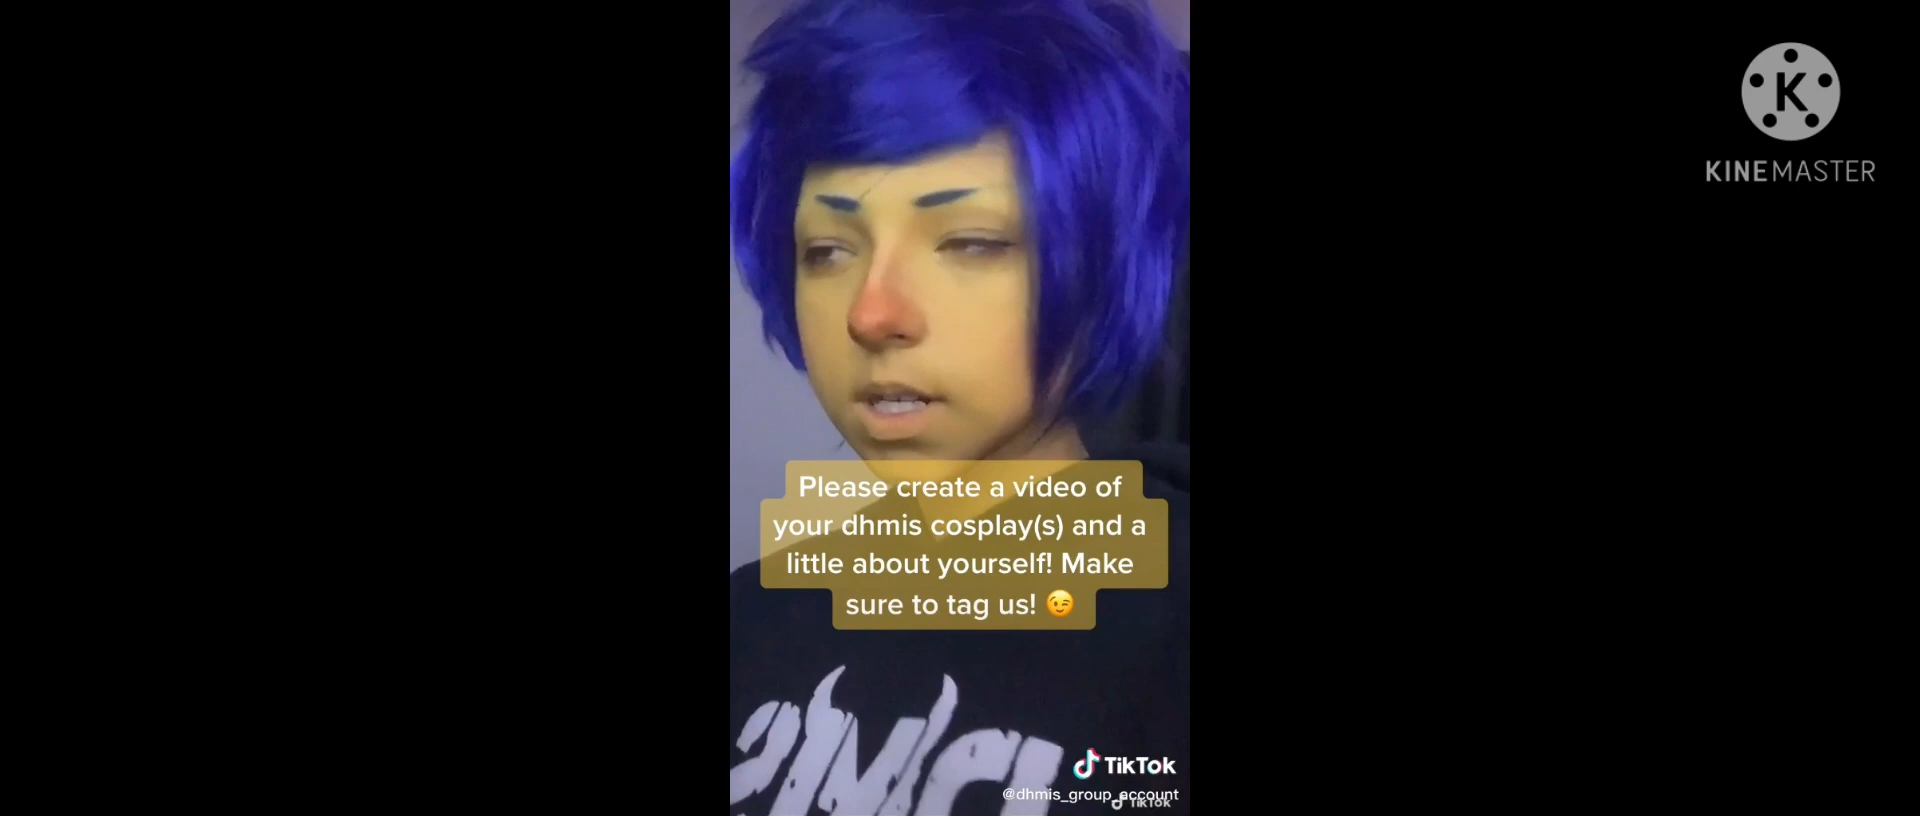 K
KINEMASTER
Please create a video of
your dhmis cosplay(s) and a
little about yourself! Make
sure to tag us! 😉
TikTok
@dhmis_group_account
TikTok